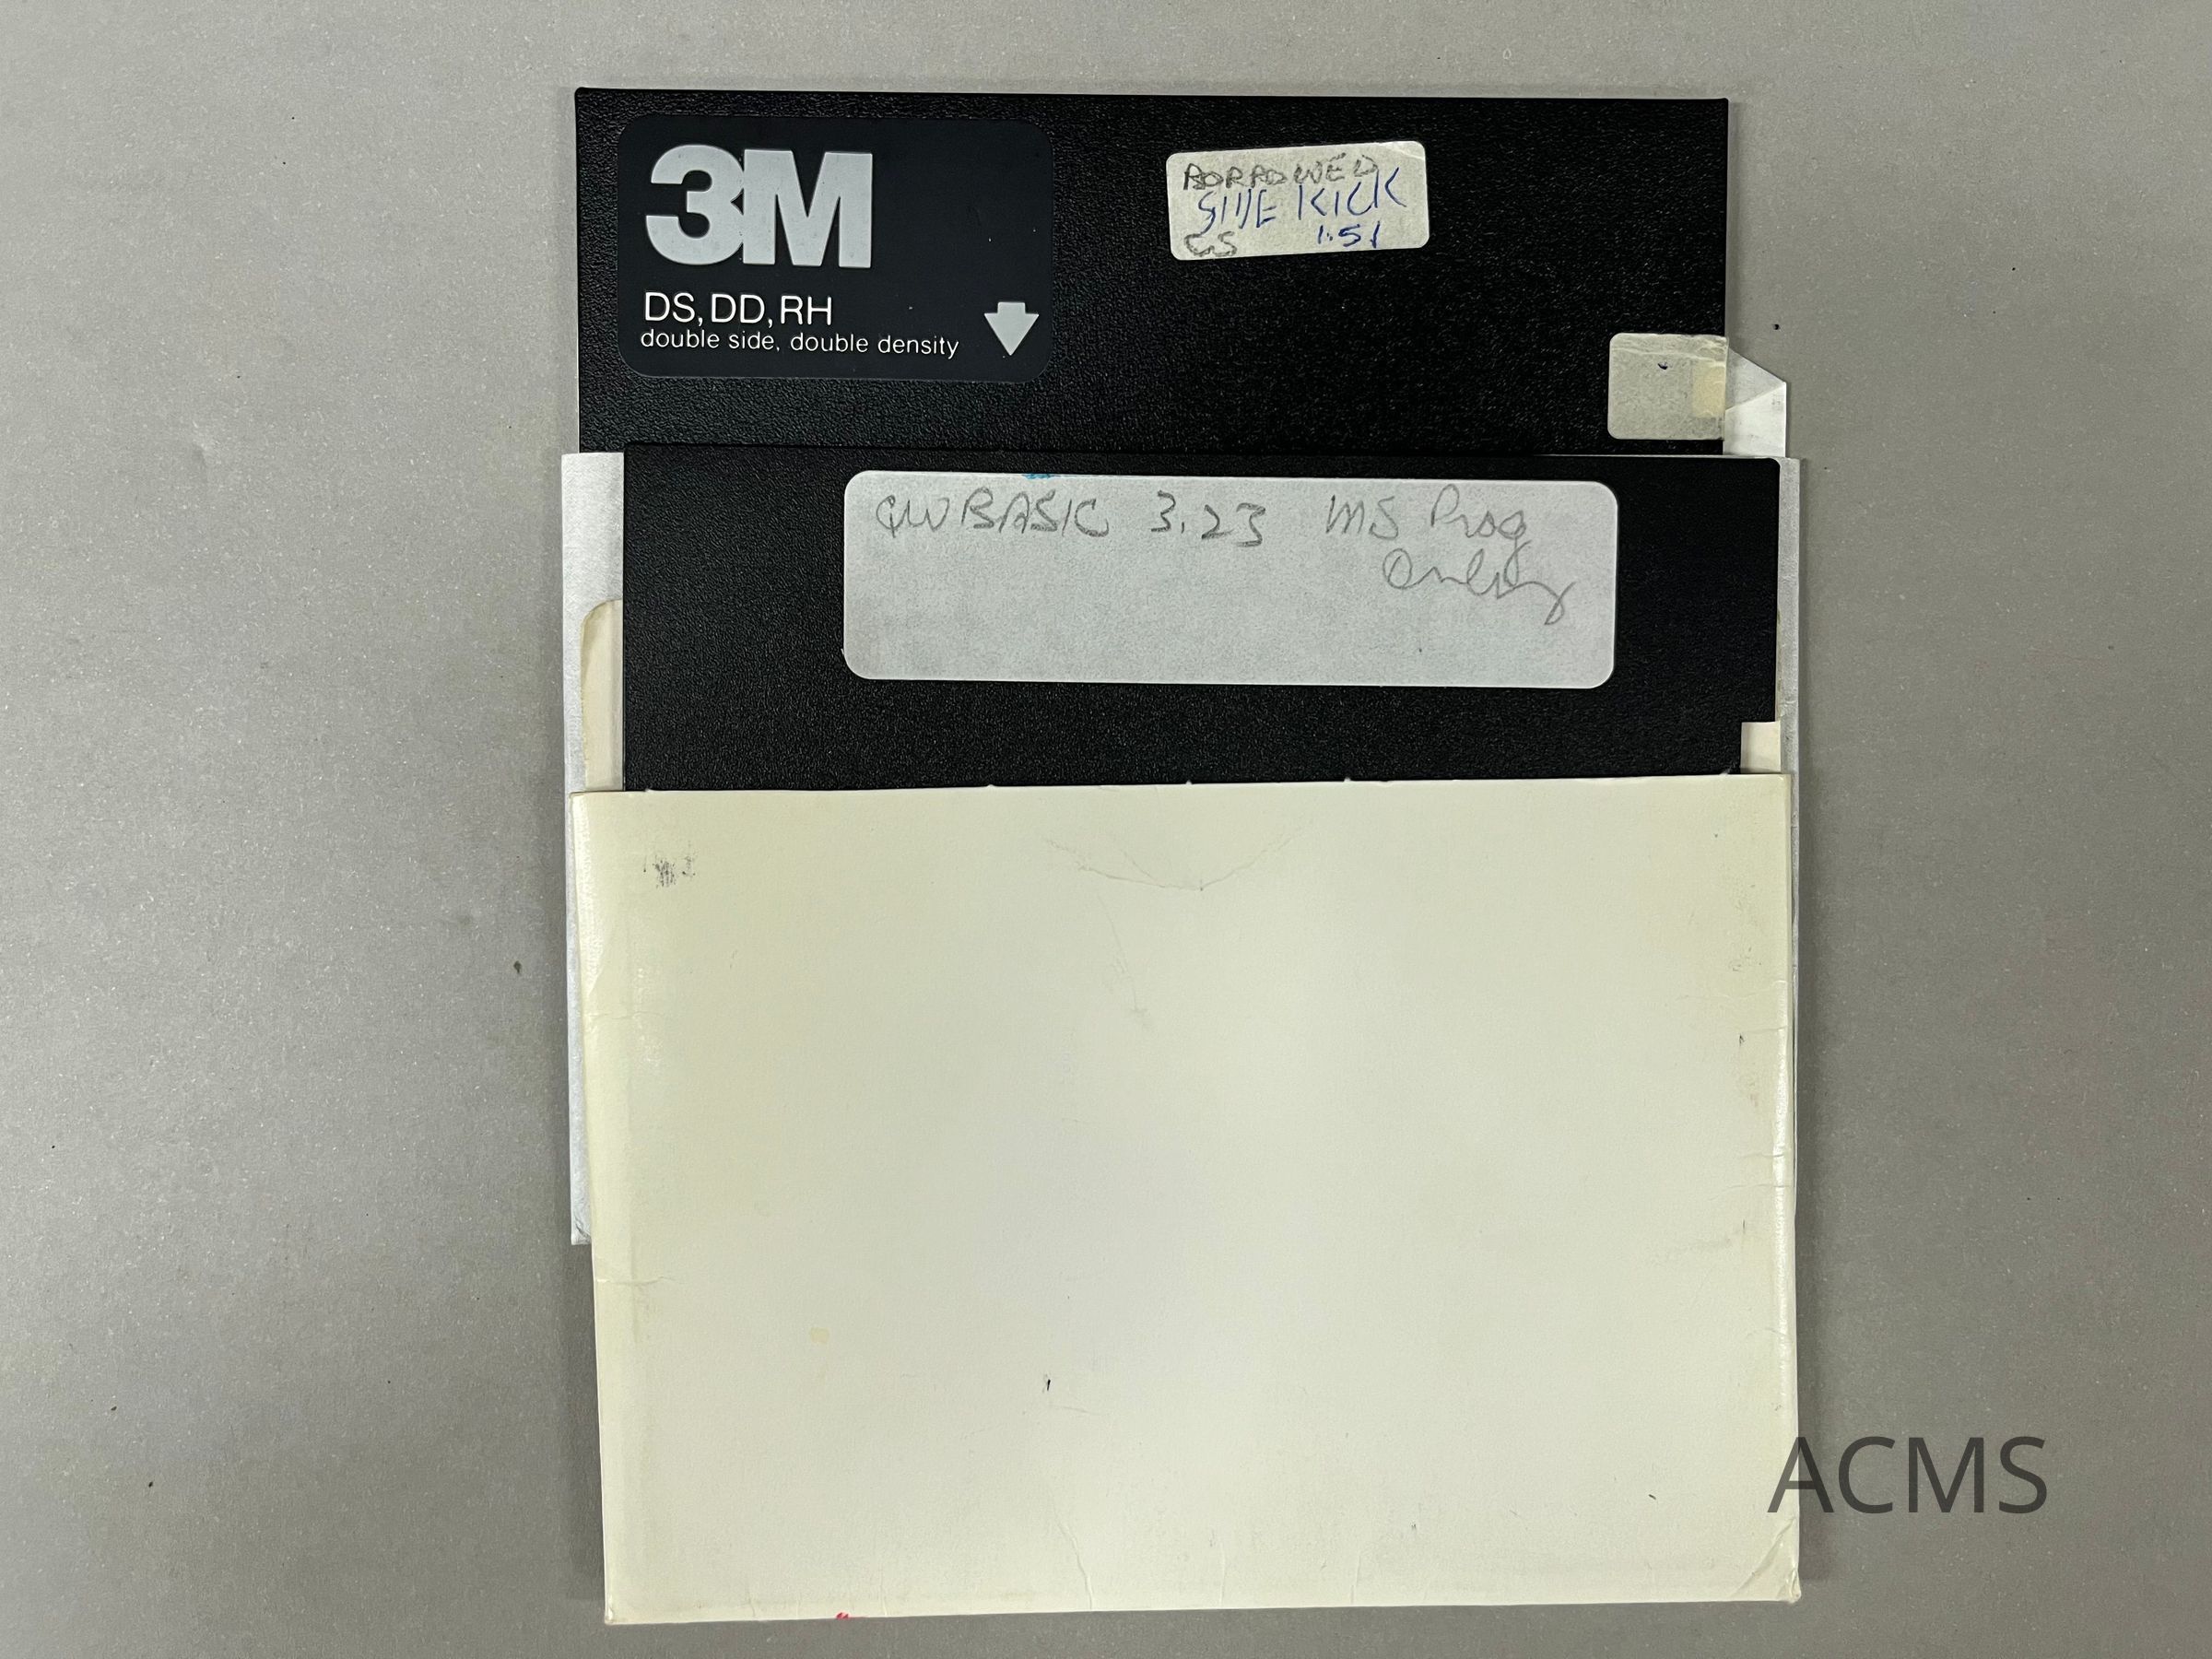 3M
DS, DD, RH
double side, double density
BORROWED
SIDE KICK
CS 1.51
GWBASIC 3.23 MS Prog
Only
ACMS